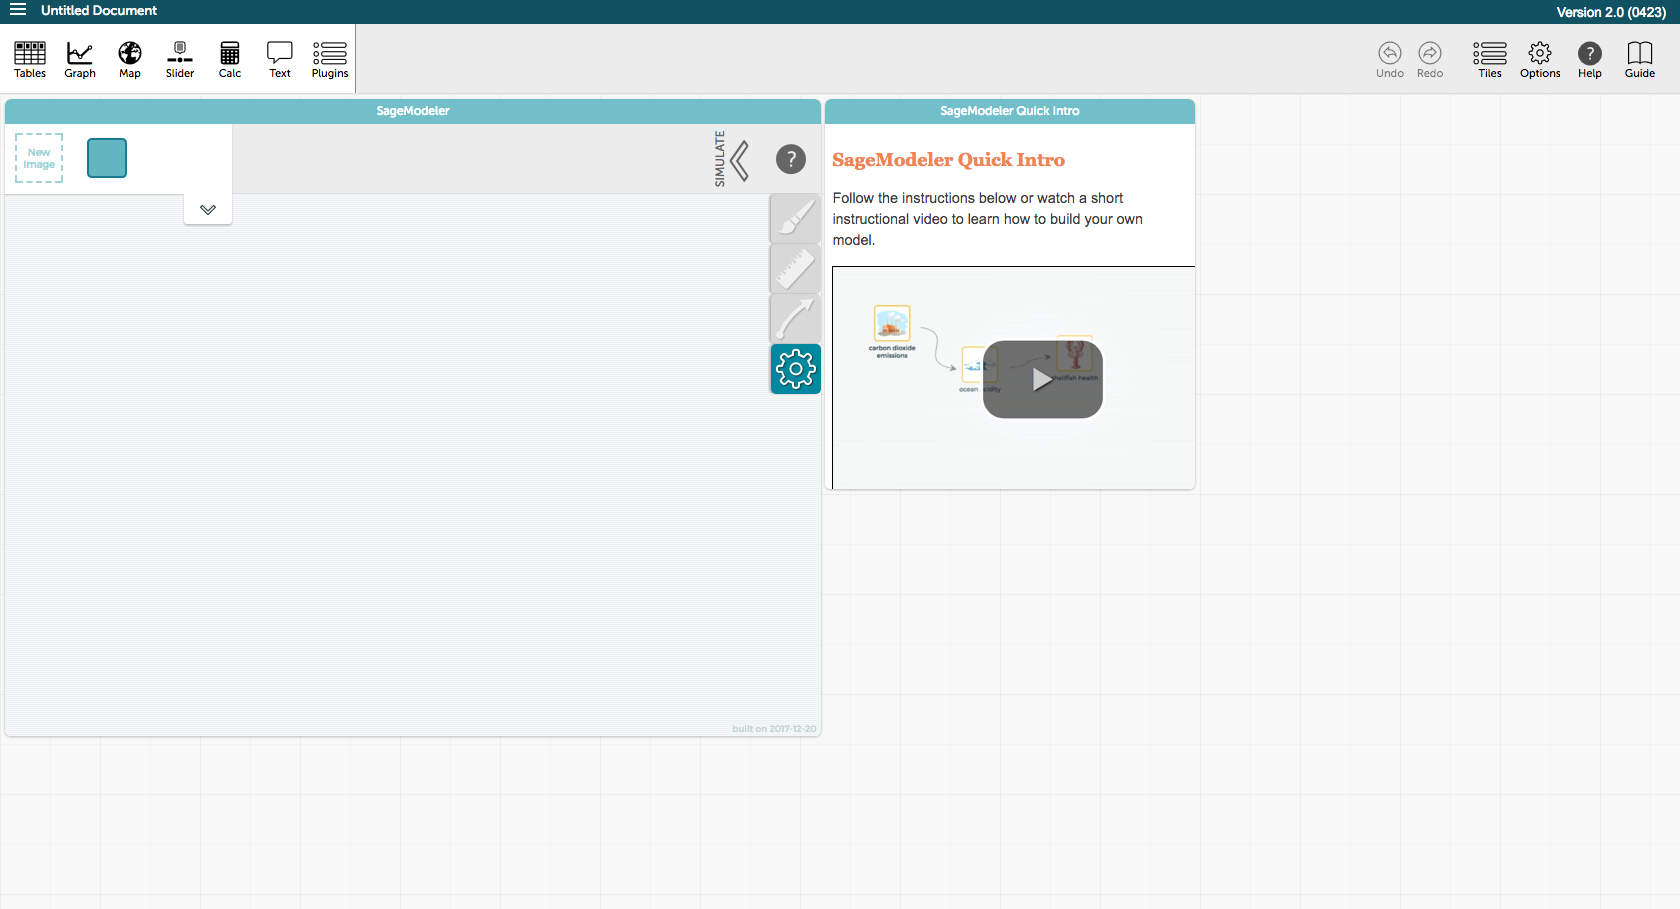 Untitled Document
Version 2.0 (0423)
Tables
Graph
Map
Slider
Calc
Text
Plugins
Undo
Redo
Tiles
Options
?
Help
Guide
SageModeler
New
Image
SIMULATE
?
built on 2017-12-20
SageModeler Quick Intro
SageModeler Quick Intro
Follow the instructions below or watch a short
instructional video to learn how to build your own
model.
carbon dioxide
emissions
ocean cidity
shellfish health